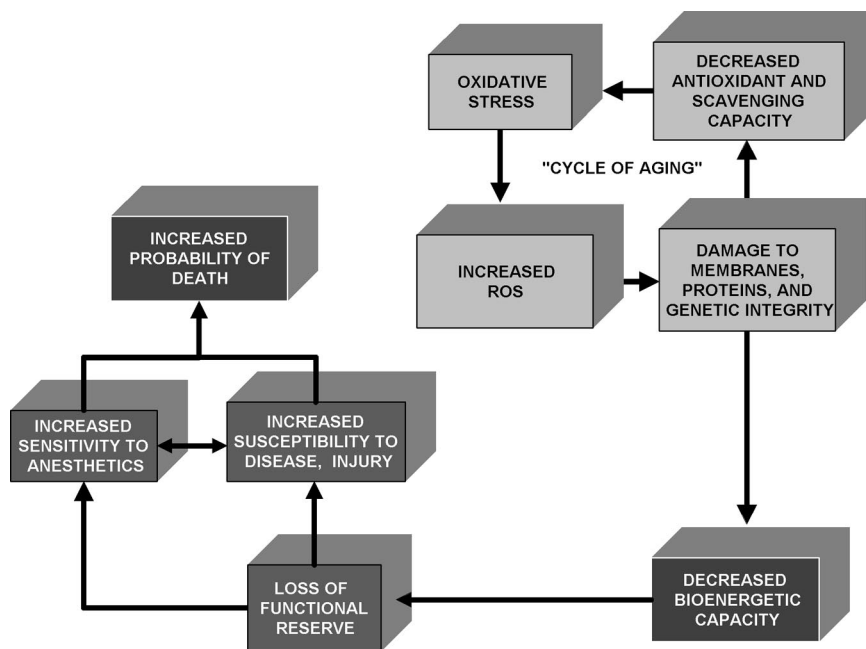 OXIDATIVE
STRESS
DECREASED
ANTIOXIDANT AND
SCAVENGING
CAPACITY
"CYCLE OF AGING"
INCREASED
PROBABILITY OF
DEATH
INCREASED
ROS
DAMAGE TO
MEMBRANES,
PROTEINS, AND
GENETIC INTEGRITY
INCREASED
SENSITIVITY TO
ANESTHETICS
INCREASED
SUSCEPTIBILITY TO
DISEASE, INJURY
LOSS OF
FUNCTIONAL
RESERVE
DECREASED
BIOENERGETIC
CAPACITY